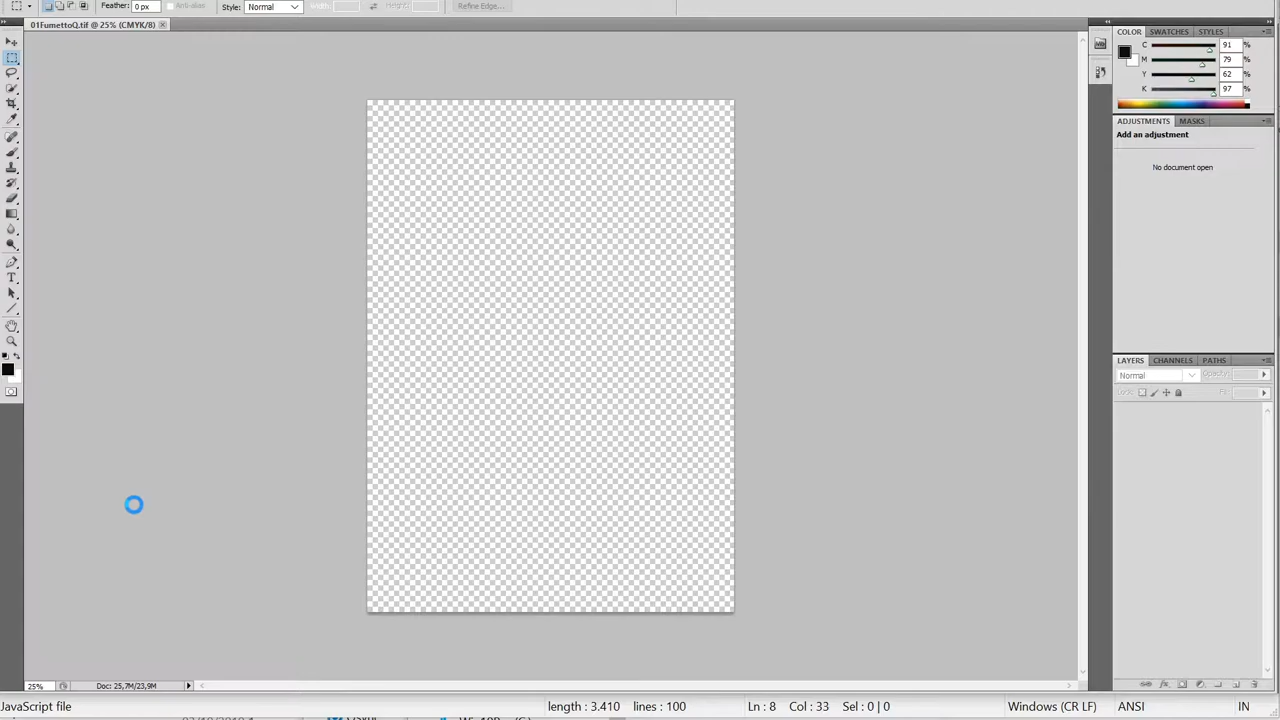 Feather: 0 px Anti-alias Style: Normal Width: Height: Refine Edge...
01FumettoQ.tif @ 25% (CMYK/8)
COLOR SWATCHES STYLES
C 91 %
M 79 %
Y 62 %
K 97 %
ADJUSTMENTS MASKS
Add an adjustment
No document open
LAYERS CHANNELS PATHS
Normal Opacity:
Lock: Fill:
25% Doc: 25,7M/23,9M
JavaScript file length : 3.410 lines : 100 Ln : 8 Col : 33 Sel : 0 | 0 Windows (CR LF) ANSI IN